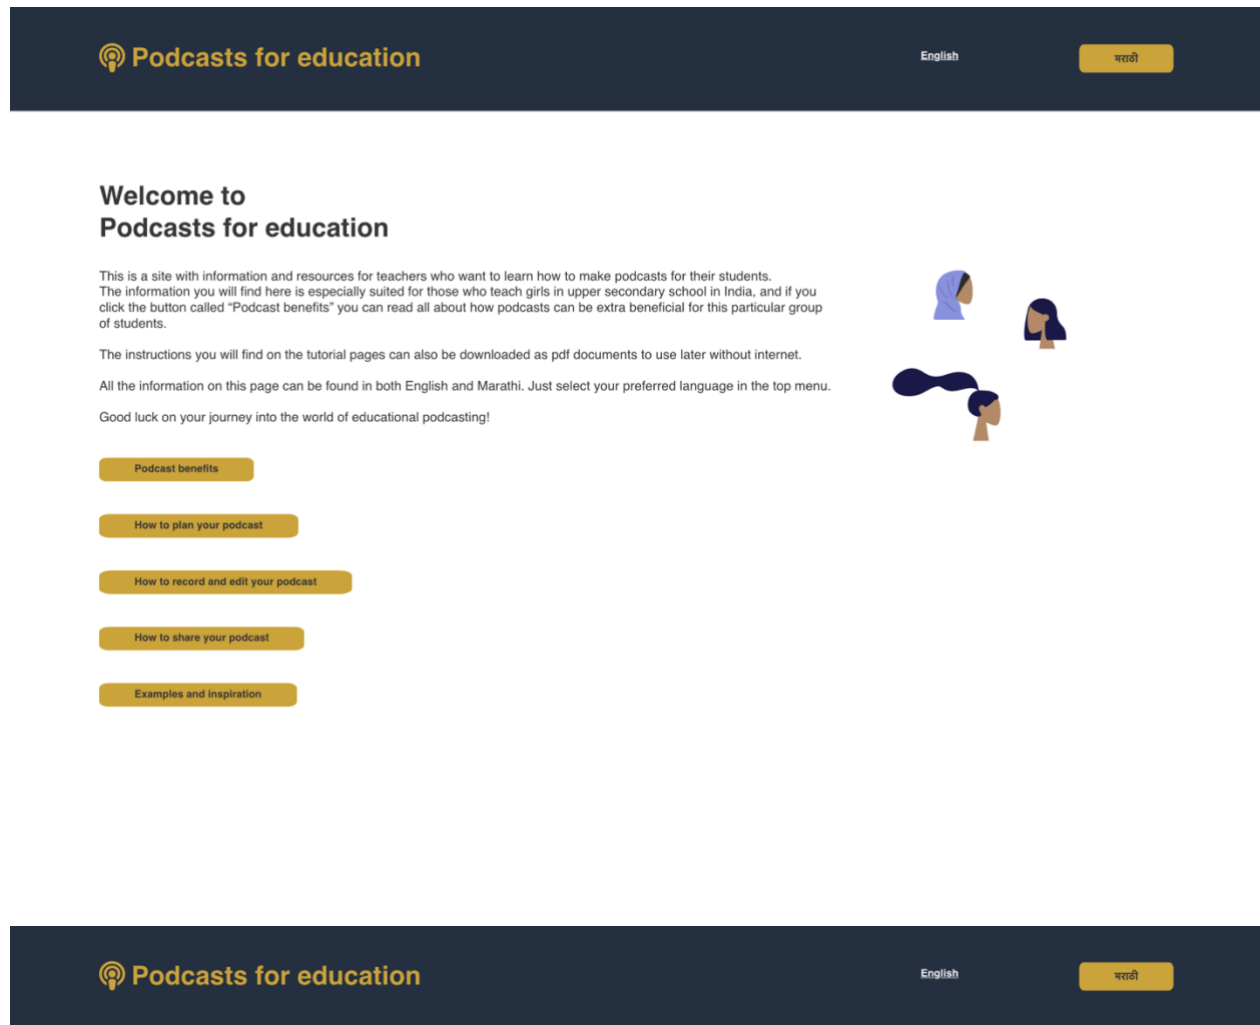 Podcasts for education
English
मराठी
Welcome to
Podcasts for education
This is a site with information and resources for teachers who want to learn how to make podcasts for their students.
The information you will find here is especially suited for those who teach girls in upper secondary school in India, and if you
click the button called “Podcast benefits” you can read all about how podcasts can be extra beneficial for this particular group
of students.
The instructions you will find on the tutorial pages can also be downloaded as pdf documents to use later without internet.
All the information on this page can be found in both English and Marathi. Just select your preferred language in the top menu.
Good luck on your journey into the world of educational podcasting!
Podcast benefits
How to plan your podcast
How to record and edit your podcast
How to share your podcast
Examples and inspiration
Podcasts for education
English
मराठी